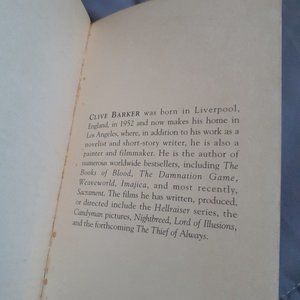 CLIVE BARKER was born in Liverpool,
England, in 1952 and now makes his home in
Los Angeles, where, in addition to his work as a
novelist and short-story writer, he is also a
painter and filmmaker. He is the author of
numerous worldwide bestsellers, including The
Books of Blood, The Damnation Game,
Weaveworld, Imajica, and most recently,
Sacrament. The films he has written, produced,
or directed include the Hellraiser series, the
Candyman pictures, Nightbreed, Lord of Illusions,
and the forthcoming The Thief of Always.